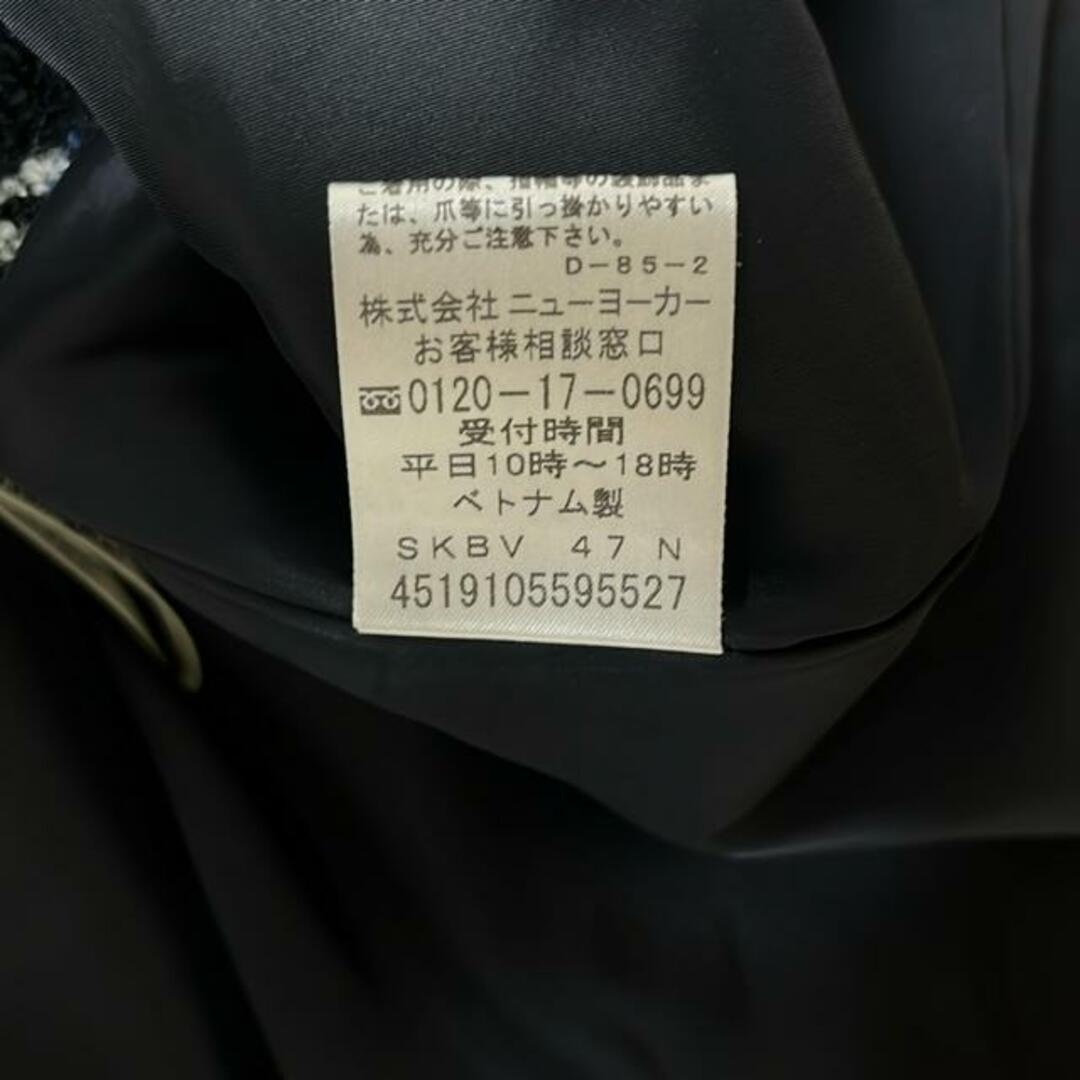 ご着用の際、指輪等の装飾品ま
たは、爪等に引っ掛かりやすい
為、充分ご注意下さい。
D-85-2
株式会社 ニューヨーカー
お客様相談窓口
0120-17-0699
受付時間
平日10時〜18時
ベトナム製
SKBV 47 N
4519105595527